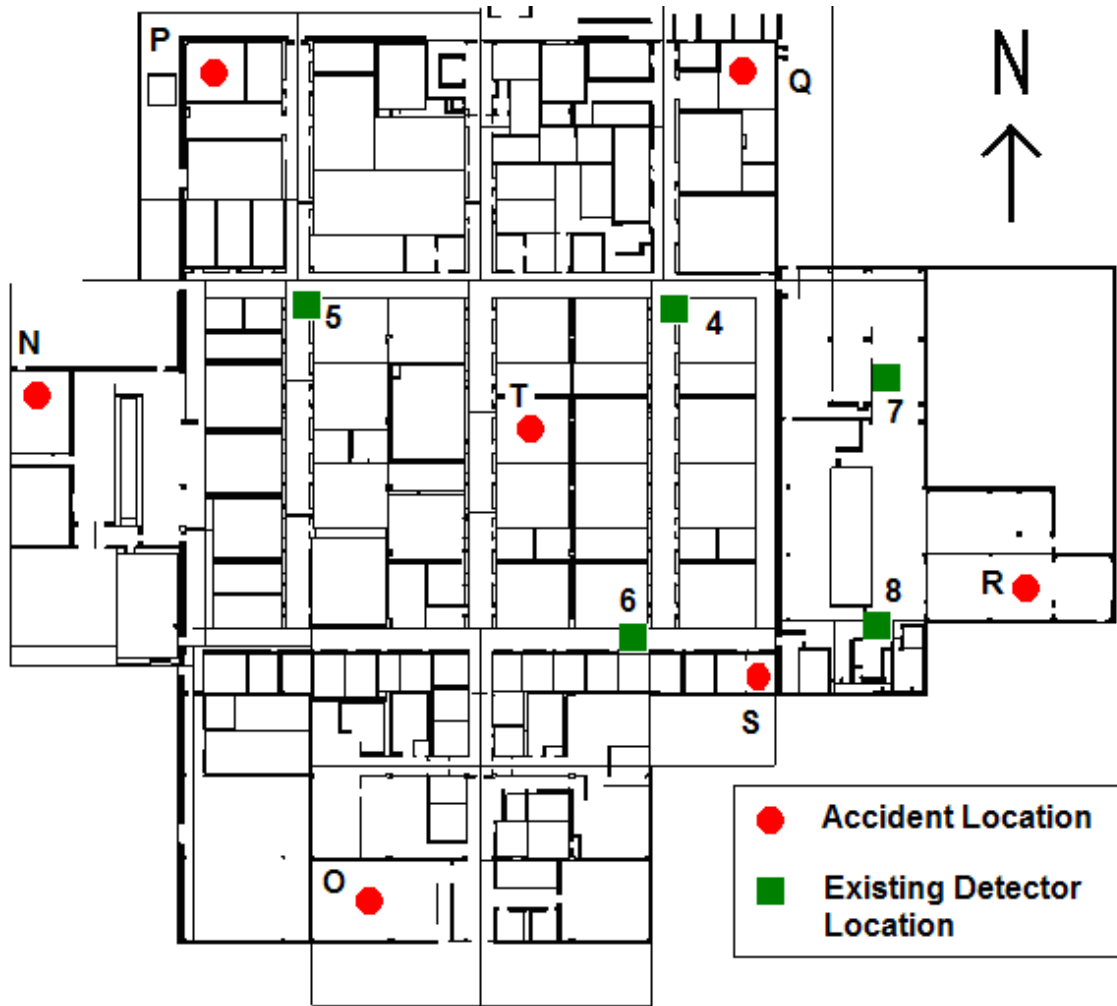 P
N
Q
5
4
N
T
7
6
8
R
S
O
Accident Location
Existing Detector
Location